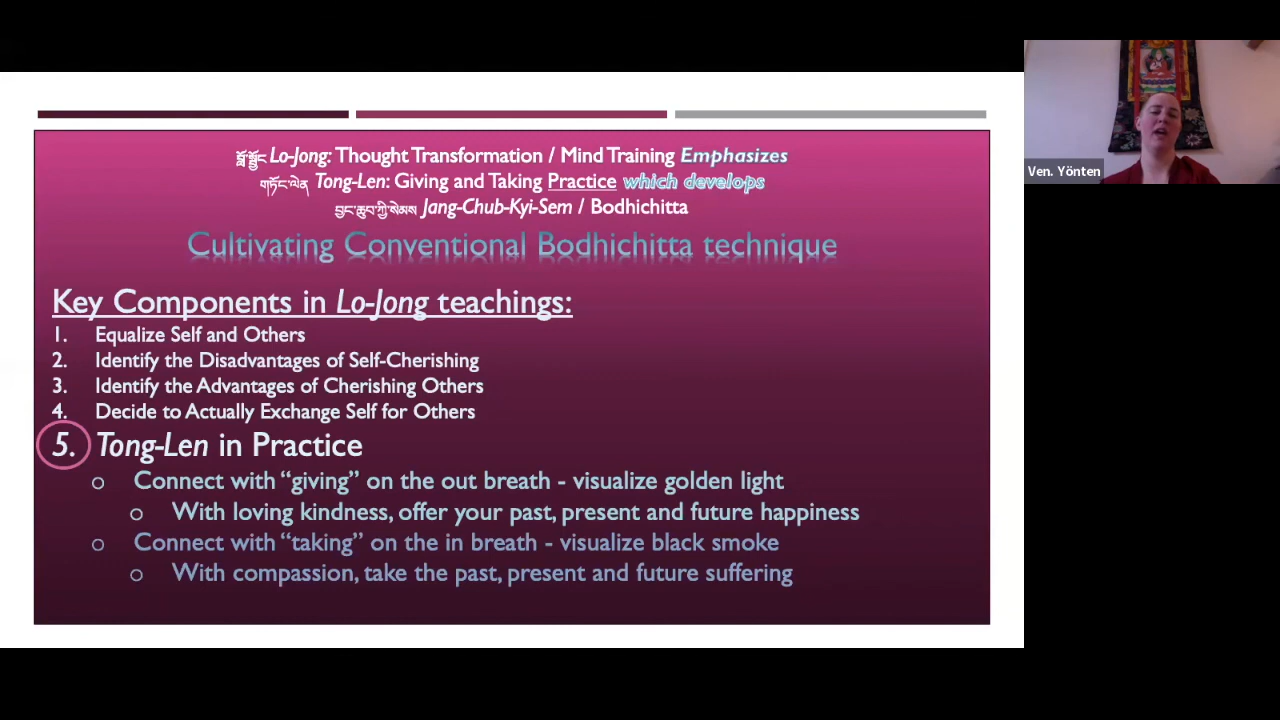 བློ་སྦྱོང Lo-Jong: Thought Transformation / Mind Training Emphasizes
གཏོང་ལེན Tong-Len: Giving and Taking Practice which develops
བྱང་ཆུབ་ཀྱི་སེམས Jang-Chub-Kyi-Sem / Bodhichitta
Cultivating Conventional Bodhichitta technique
Key Components in Lo-Jong teachings:
1. Equalize Self and Others
2. Identify the Disadvantages of Self-Cherishing
3. Identify the Advantages of Cherishing Others
4. Decide to Actually Exchange Self for Others
5. Tong-Len in Practice
o Connect with “giving” on the out breath - visualize golden light
o With loving kindness, offer your past, present and future happiness
o Connect with “taking” on the in breath - visualize black smoke
o With compassion, take the past, present and future suffering
Ven. Yönten